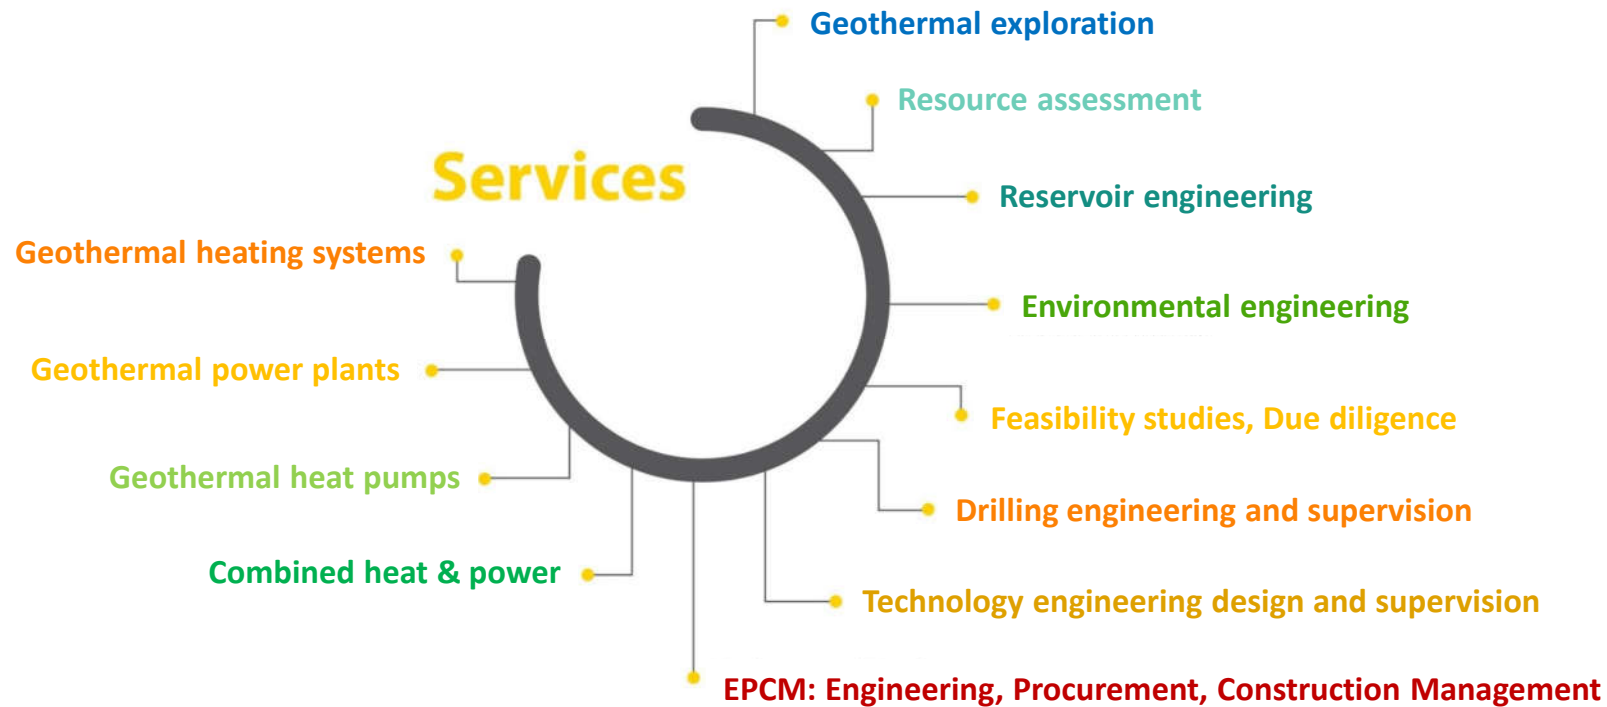 Services
Geothermal exploration
Resource assessment
Reservoir engineering
Environmental engineering
Feasibility studies, Due diligence
Drilling engineering and supervision
Technology engineering design and supervision
EPCM: Engineering, Procurement, Construction Management
Combined heat & power
Geothermal heat pumps
Geothermal power plants
Geothermal heating systems